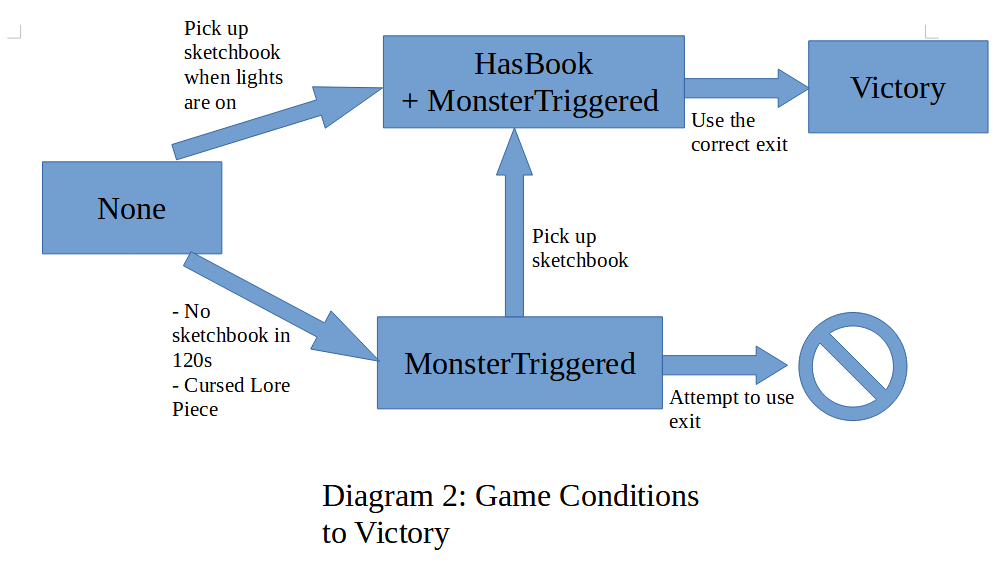 Pick up
sketchbook
when lights
are on
HasBook
+ MonsterTriggered
Victory
Use the
correct exit
None
Pick up
sketchbook
- No
sketchbook in
120s
- Cursed Lore
Piece
MonsterTriggered
Attempt to use
exit
Diagram 2: Game Conditions
to Victory